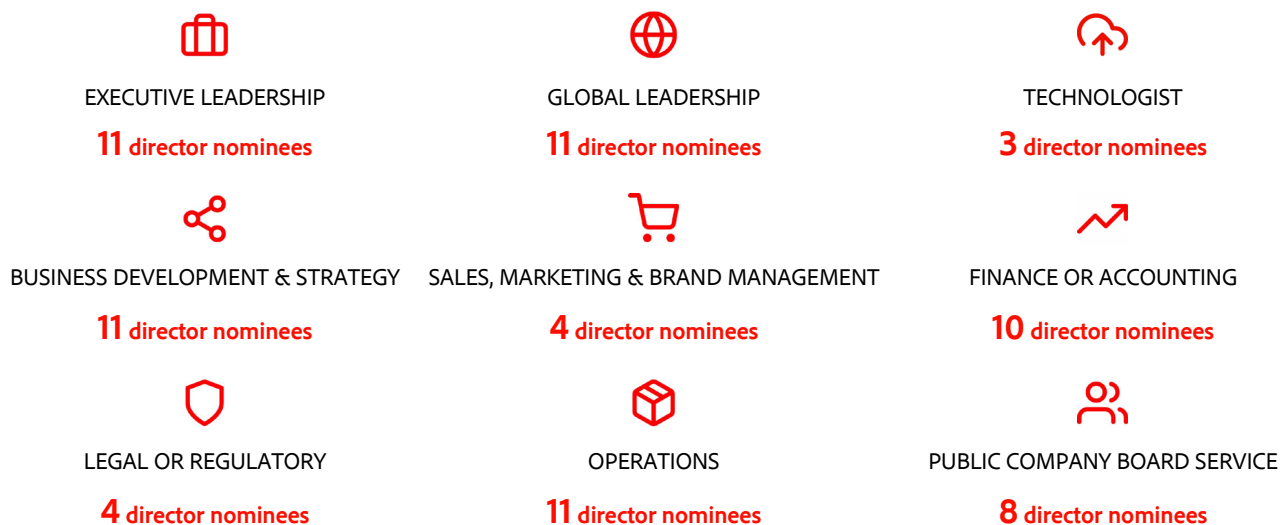 EXECUTIVE LEADERSHIP
11 director nominees
GLOBAL LEADERSHIP
11 director nominees
TECHNOLOGIST
3 director nominees
BUSINESS DEVELOPMENT & STRATEGY
11 director nominees
SALES, MARKETING & BRAND MANAGEMENT
4 director nominees
FINANCE OR ACCOUNTING
10 director nominees
LEGAL OR REGULATORY
4 director nominees
OPERATIONS
11 director nominees
PUBLIC COMPANY BOARD SERVICE
8 director nominees